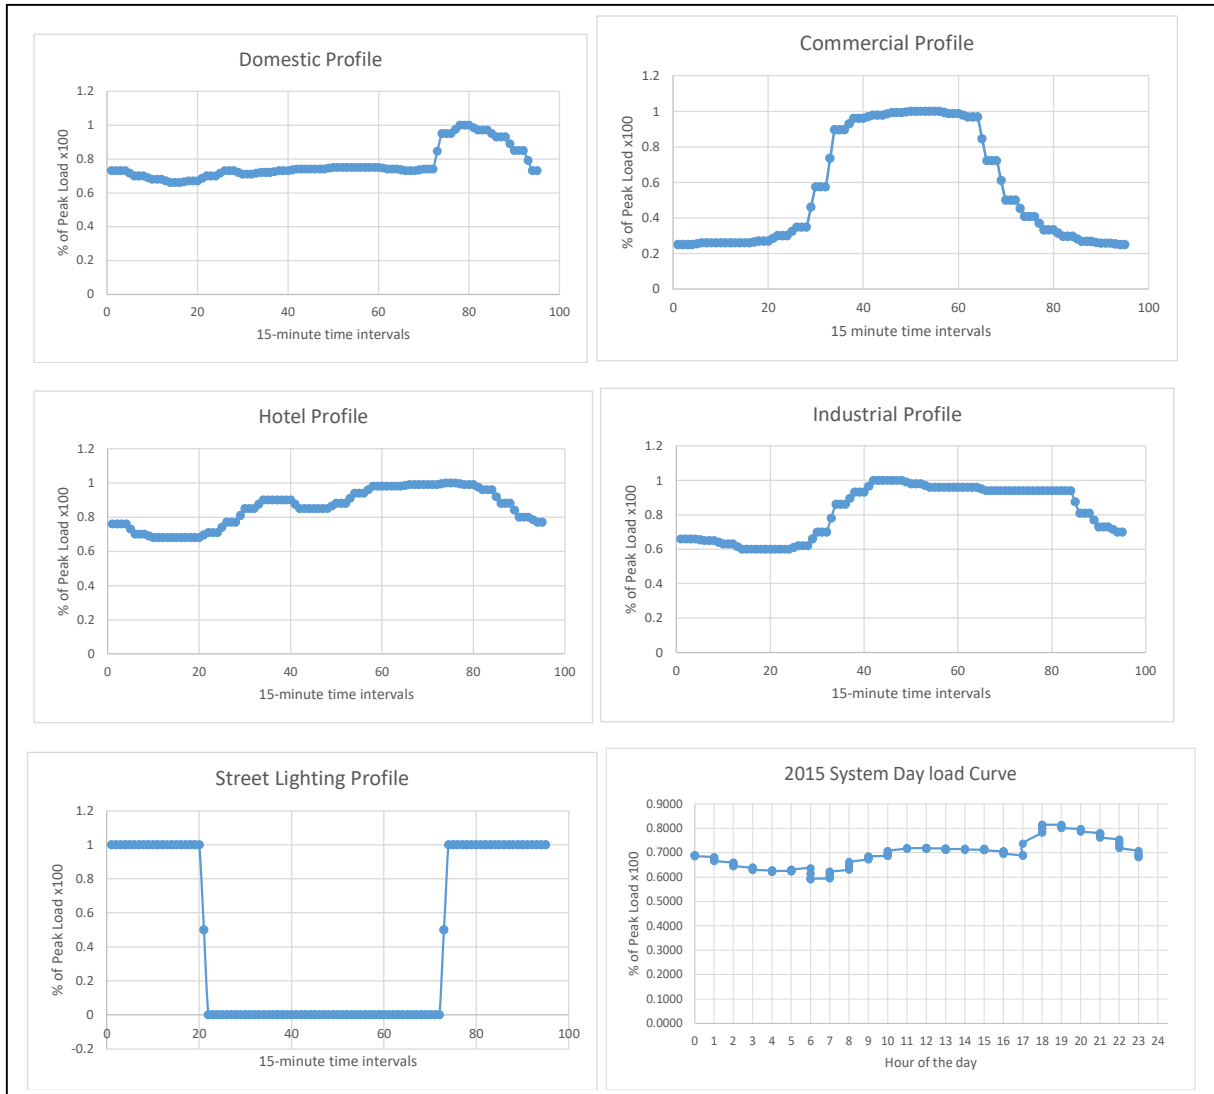 Domestic Profile
1.2
1
0.8
0.6
0.4
0.2
0
% of Peak Load x100
0 20 40 60 80 100
15-minute time intervals
Commercial Profile
1.2
1
0.8
0.6
0.4
0.2
0
% of Peak Load x100
0 20 40 60 80 100
15 minute time intervals
Hotel Profile
1.2
1
0.8
0.6
0.4
0.2
0
% of Peak Load x100
0 20 40 60 80 100
15-minute time intervals
Industrial Profile
1.2
1
0.8
0.6
0.4
0.2
0
% of Peak Load x100
0 20 40 60 80 100
15-minute time intervals
Street Lighting Profile
1.2
1
0.8
0.6
0.4
0.2
0
-0.2
% of Peak Load x100
0 20 40 60 80 100
15-minute time intervals
2015 System Day load Curve
0.9000
0.8000
0.7000
0.6000
0.5000
0.4000
0.3000
0.2000
0.1000
0.0000
% of Peak Load x100
0 1 2 3 4 5 6 7 8 9 10 11 12 13 14 15 16 17 18 19 20 21 22 23 24
Hour of the day